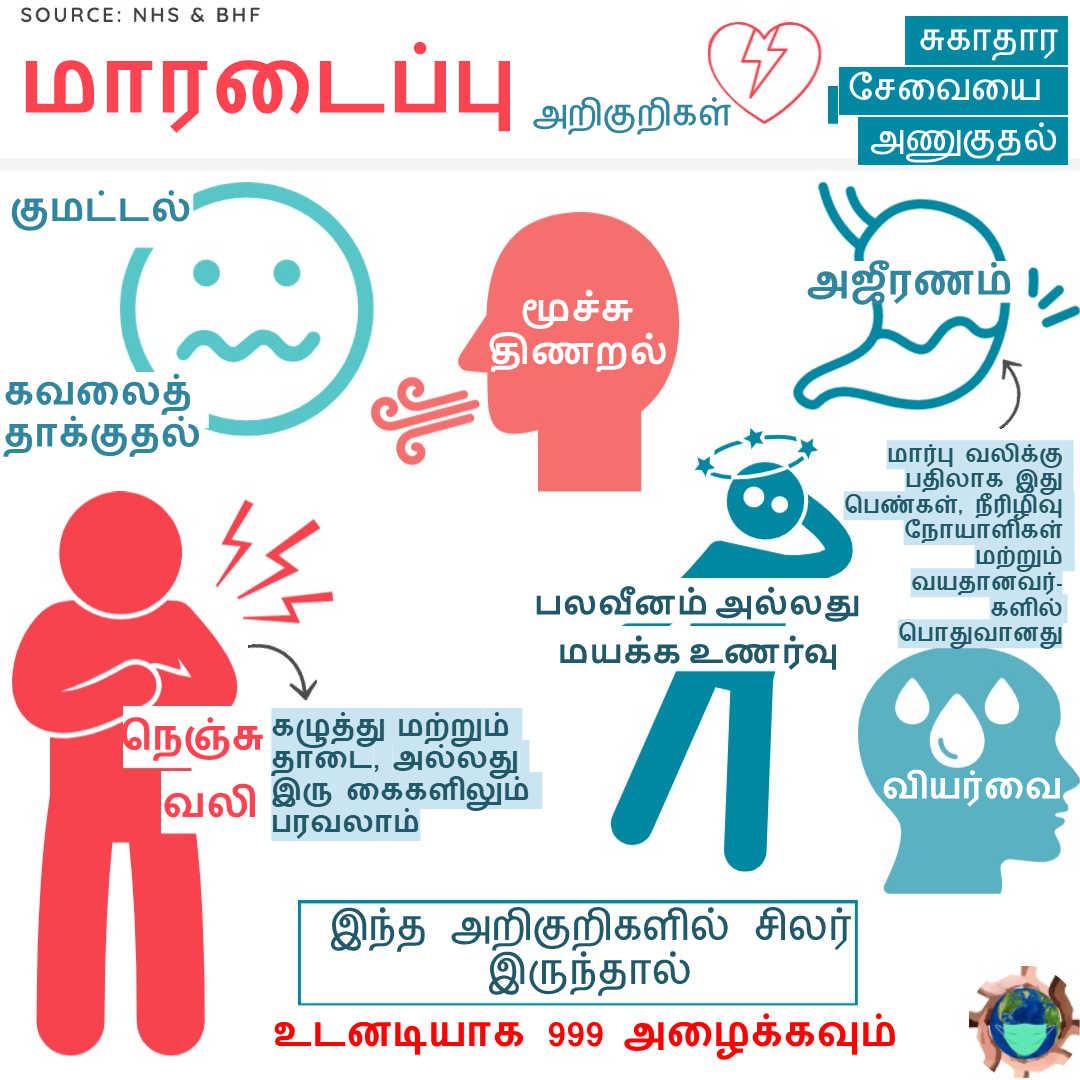 SOURCE: NHS & BHF
மாரடைப்பு
அறிகுறிகள்
சுகாதார
சேவையை
அணுகுதல்
குமட்டல்
கவலைத்
தாக்குதல்
மூச்சு
திணறல்
அஜீரணம்
மார்பு வலிக்கு
பதிலாக இது
பெண்கள், நீரிழிவு
நோயாளிகள்
மற்றும்
வயதானவர்-
களில்
பொதுவானது
பலவீனம் அல்லது
மயக்க உணர்வு
நெஞ்சு
வலி
கழுத்து மற்றும்
தாடை, அல்லது
இரு கைகளிலும்
பரவலாம்
வியர்வை
இந்த அறிகுறிகளில் சிலர்
இருந்தால்
உடனடியாக 999 அழைக்கவும்